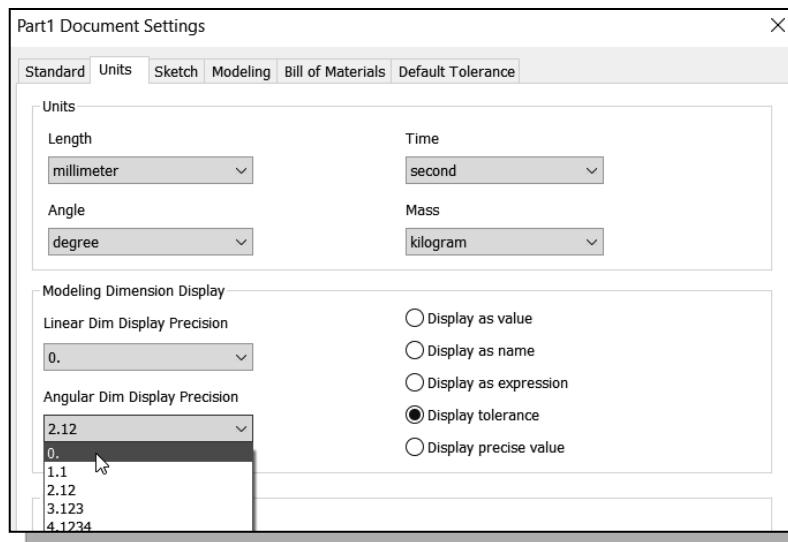 Part1 Document Settings
Standard Units Sketch Modeling Bill of Materials Default Tolerance
Units
Length Time
millimeter second
Angle Mass
degree kilogram
Modeling Dimension Display
Linear Dim Display Precision
0.
Angular Dim Display Precision
2.12
0.
1.1
2.12
3.123
4.1234
Display as value
Display as name
Display as expression
Display tolerance
Display precise value